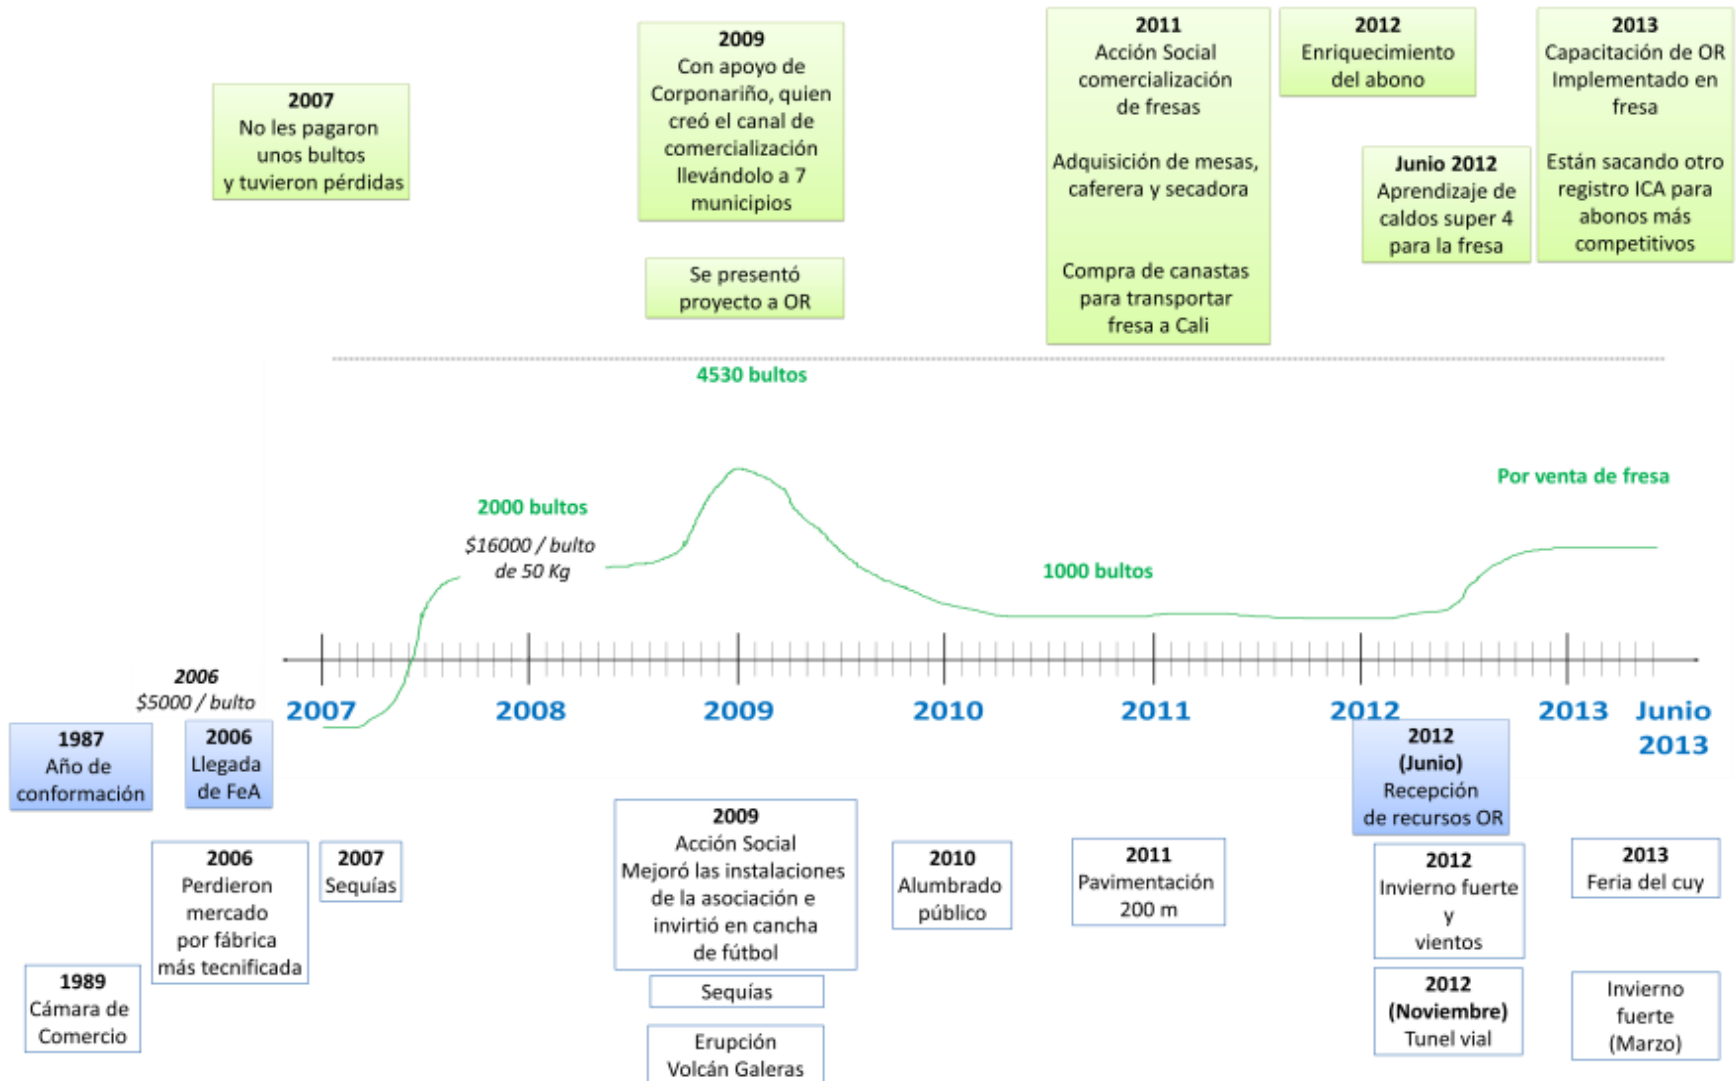 2007
No les pagaron
unos bultos
y tuvieron pérdidas
2009
Con apoyo de
Corponariño, quien
creó el canal de
comercialización
llevándolo a 7
municipios
Se presentó
proyecto a OR
2011
Acción Social
comercialización
de fresas
Adquisición de mesas,
caferera y secadora
Compra de canastas
para transportar
fresa a Cali
2012
Enriquecimiento
del abono
Junio 2012
Aprendizaje de
caldos super 4
para la fresa
2013
Capacitación de OR
Implementado en
fresa
Están sacando otro
registro ICA para
abonos más
competitivos
4530 bultos
2000 bultos
$16000 / bulto
de 50 Kg
1000 bultos
Por venta de fresa
2006
$5000 / bulto
2007
2008
2009
2010
2011
2012
2013
Junio
2013
1987
Año de
conformación
2006
Llegada
de FeA
2012
(Junio)
Recepción
de recursos OR
1989
Cámara de
Comercio
2006
Perdieron
mercado
por fábrica
más tecnificada
2007
Sequías
2009
Acción Social
Mejoró las instalaciones
de la asociación e
invirtió en cancha
de fútbol
Sequías
Erupción
Volcán Galeras
2010
Alumbrado
público
2011
Pavimentación
200 m
2012
Invierno fuerte
y
vientos
2012
(Noviembre)
Tunel vial
2013
Feria del cuy
Invierno
fuerte
(Marzo)